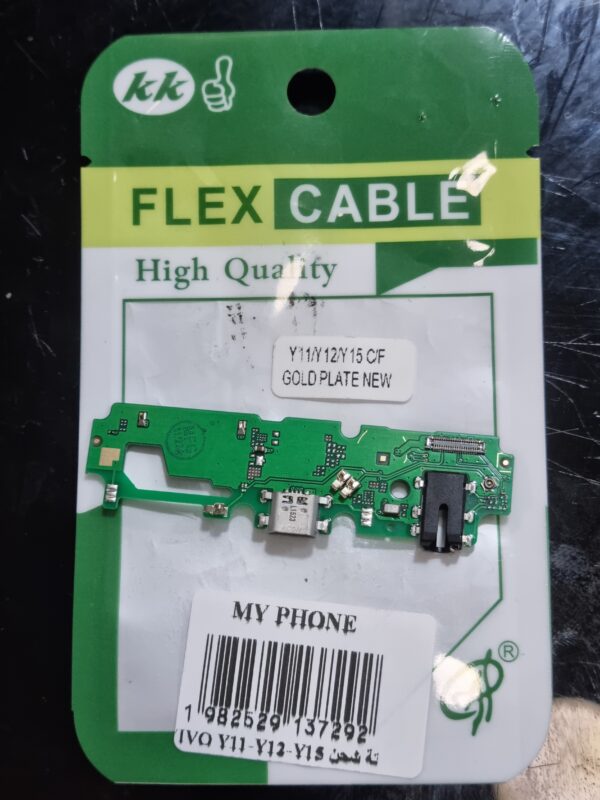 kk
FLEX CABLE
High Quality
Y11/Y12/Y15 C/F
GOLD PLATE NEW
MY PHONE
1 982529 137292
IVO Y11-Y12-Y15 تة شحن
®